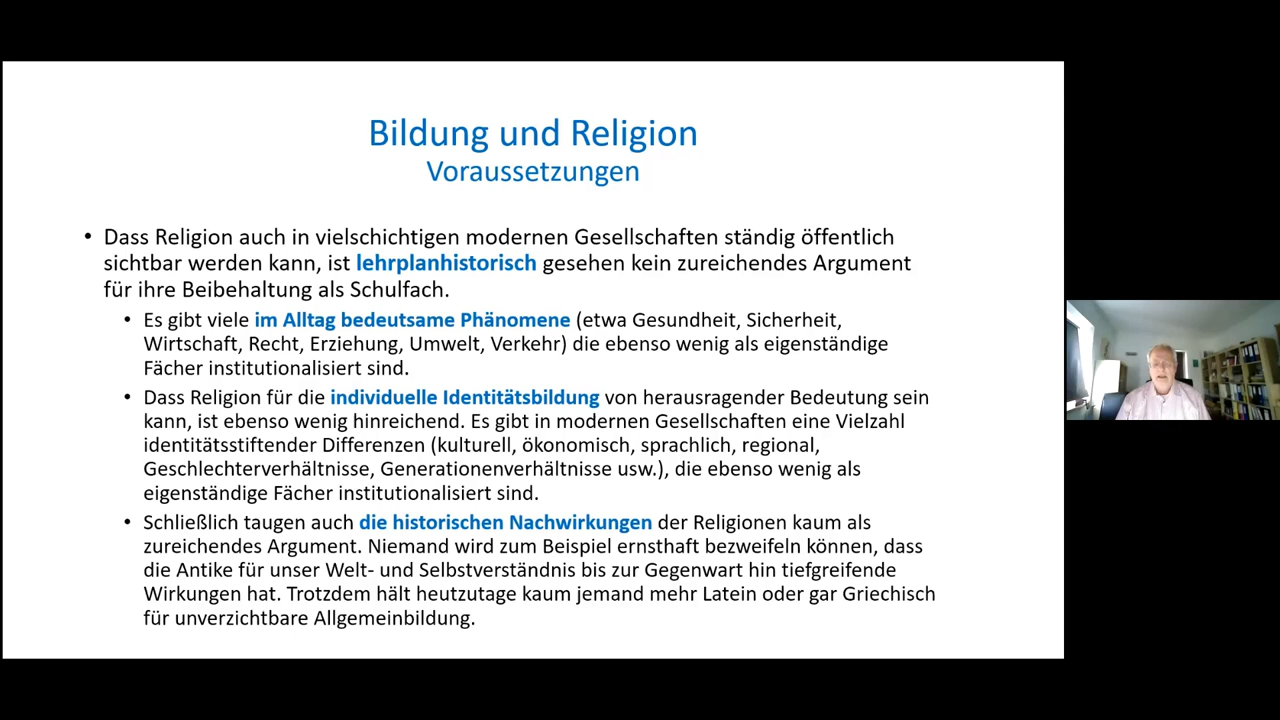 Bildung und Religion
Voraussetzungen
• Dass Religion auch in vielschichtigen modernen Gesellschaften ständig öffentlich
sichtbar werden kann, ist lehrplanhistorisch gesehen kein zureichendes Argument
für ihre Beibehaltung als Schulfach.
• Es gibt viele im Alltag bedeutsame Phänomene (etwa Gesundheit, Sicherheit,
Wirtschaft, Recht, Erziehung, Umwelt, Verkehr) die ebenso wenig als eigenständige
Fächer institutionalisiert sind.
• Dass Religion für die individuelle Identitätsbildung von herausragender Bedeutung sein
kann, ist ebenso wenig hinreichend. Es gibt in modernen Gesellschaften eine Vielzahl
identitätsstiftender Differenzen (kulturell, ökonomisch, sprachlich, regional,
Geschlechterverhältnisse, Generationenverhältnisse usw.), die ebenso wenig als
eigenständige Fächer institutionalisiert sind.
• Schließlich taugen auch die historischen Nachwirkungen der Religionen kaum als
zureichendes Argument. Niemand wird zum Beispiel ernsthaft bezweifeln können, dass
die Antike für unser Welt- und Selbstverständnis bis zur Gegenwart hin tiefgreifende
Wirkungen hat. Trotzdem hält heutzutage kaum jemand mehr Latein oder gar Griechisch
für unverzichtbare Allgemeinbildung.